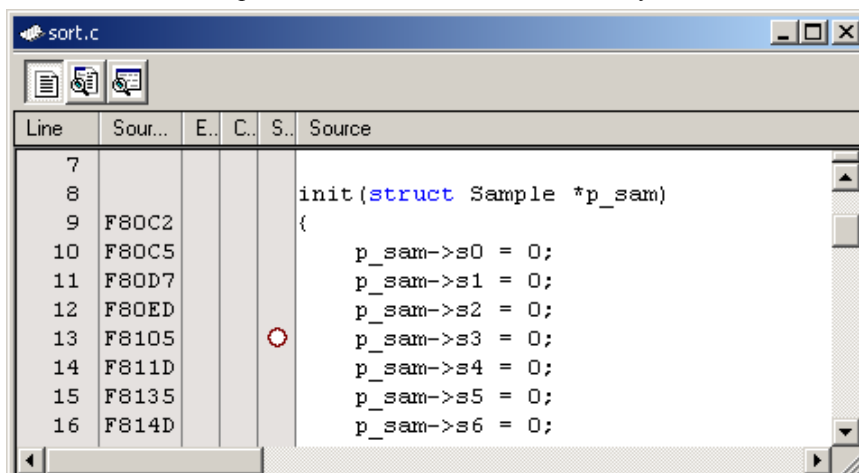 sort.c
Line Sour... E.. C.. S.. Source
7
8 init(struct Sample *p_sam)
9 F80C2 {
10 F80C5 p_sam->s0 = 0;
11 F80D7 p_sam->s1 = 0;
12 F80ED p_sam->s2 = 0;
13 F8105 p_sam->s3 = 0;
14 F811D p_sam->s4 = 0;
15 F8135 p_sam->s5 = 0;
16 F814D p_sam->s6 = 0;